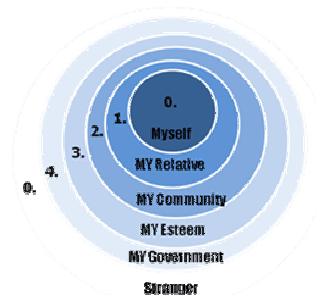 0.
Myself
1.
MY Relative
2.
MY Community
3.
MY Esteem
4.
MY Government
0.
Stranger